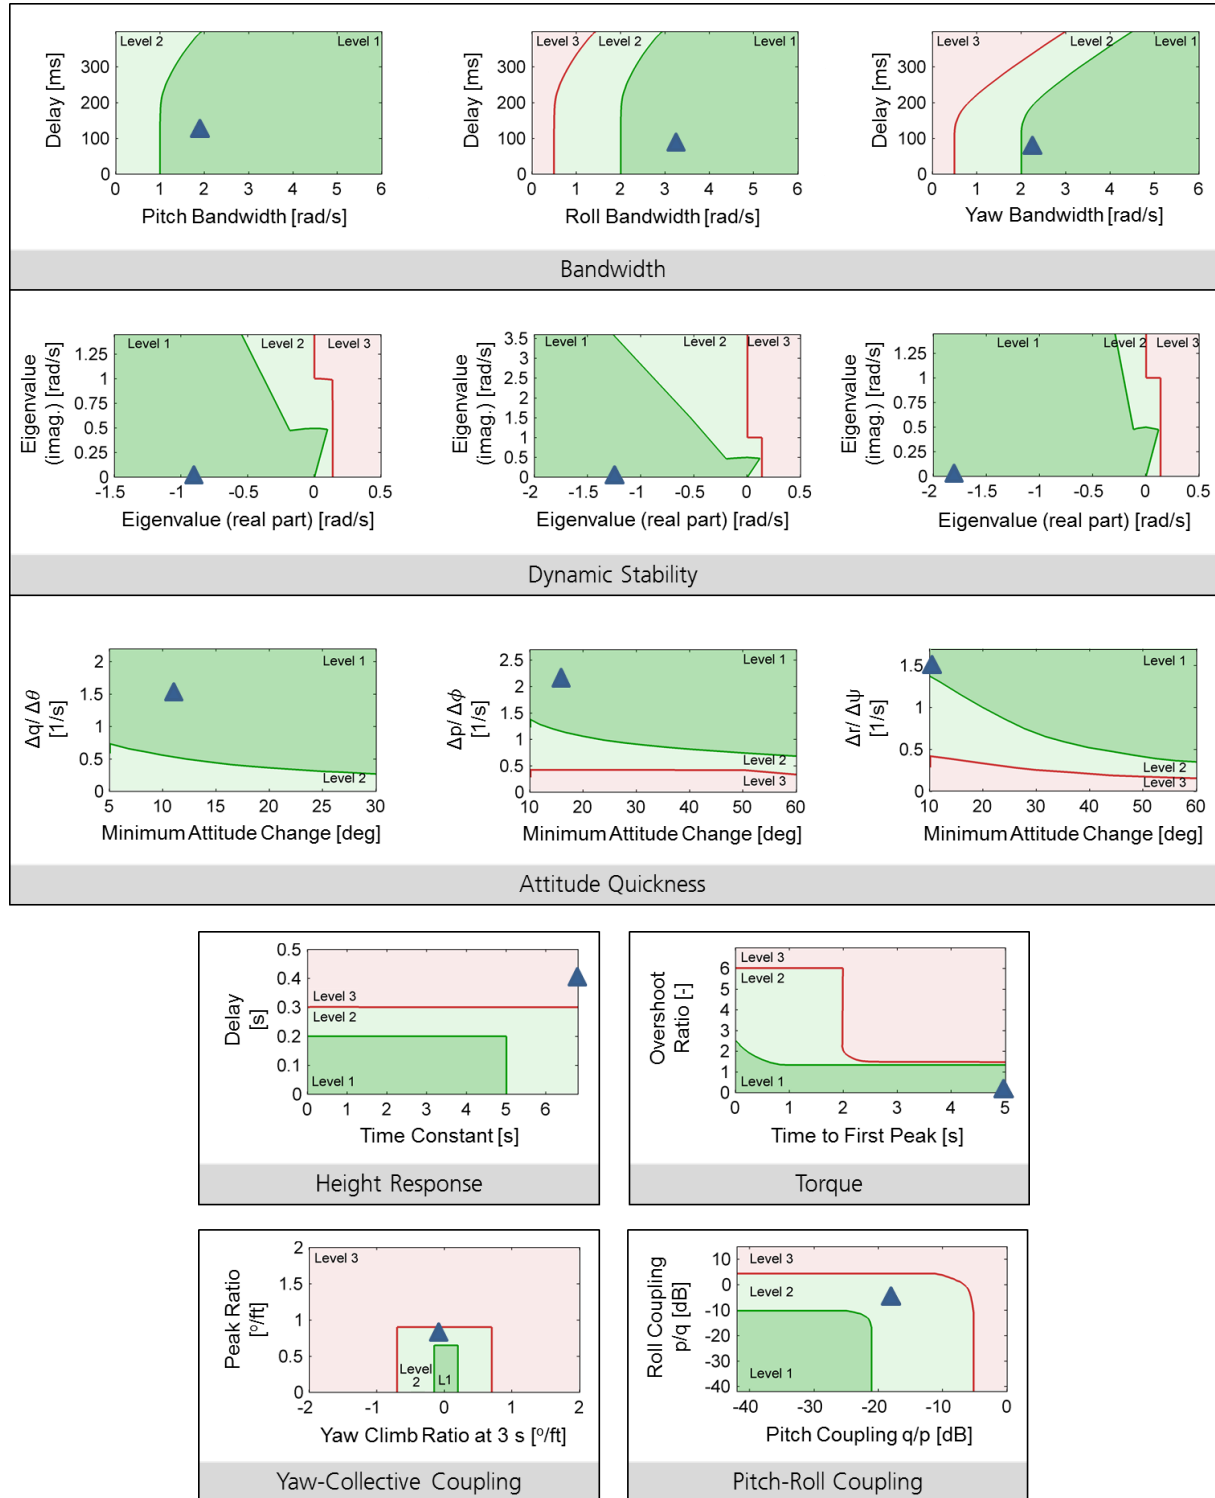 Delay [ms]
300
200
100
0
Level 2
Level 1
0 1 2 3 4 5 6
Pitch Bandwidth [rad/s]
Delay [ms]
300
200
100
0
Level 3
Level 2
Level 1
0 1 2 3 4 5 6
Roll Bandwidth [rad/s]
Delay [ms]
300
200
100
0
Level 3
Level 2
Level 1
0 1 2 3 4 5 6
Yaw Bandwidth [rad/s]
Bandwidth
Eigenvalue
(imag.) [rad/s]
1.25
1
0.75
0.5
0.25
0
Level 1
Level 2
Level 3
-1.5 -1 -0.5 0 0.5
Eigenvalue (real part) [rad/s]
Eigenvalue
(imag.) [rad/s]
3.5
3
2.5
2
1.5
1
0.5
0
Level 1
Level 2
Level 3
-2 -1.5 -1 -0.5 0 0.5
Eigenvalue (real part) [rad/s]
Eigenvalue
(imag.) [rad/s]
1.25
1
0.75
0.5
0.25
0
Level 1
Level 2
Level 3
-2 -1.5 -1 -0.5 0 0.5
Eigenvalue (real part) [rad/s]
Dynamic Stability
Δq/ Δθ
[1/s]
2
1.5
1
0.5
0
Level 1
Level 2
5 10 15 20 25 30
Minimum Attitude Change [deg]
Δp/ Δϕ
[1/s]
2.5
2
1.5
1
0.5
0
Level 1
Level 2
Level 3
10 20 30 40 50 60
Minimum Attitude Change [deg]
Δr/ Δψ
[1/s]
1.5
1
0.5
0
Level 1
Level 2
Level 3
10 20 30 40 50 60
Minimum Attitude Change [deg]
Attitude Quickness
Delay
[s]
0.5
0.4
0.3
0.2
0.1
0
Level 3
Level 2
Level 1
0 1 2 3 4 5 6
Time Constant [s]
Height Response
Overshoot
Ratio [-]
6
5
4
3
2
1
0
Level 3
Level 2
Level 1
0 1 2 3 4 5
Time to First Peak [s]
Torque
Peak Ratio
[º/ft]
2
1.5
1
0.5
0
Level 3
Level
2
L1
-2 -1 0 1 2
Yaw Climb Ratio at 3 s [º/ft]
Yaw-Collective Coupling
Roll Coupling
p/q [dB]
10
0
-10
-20
-30
-40
Level 3
Level 2
Level 1
-40 -30 -20 -10 0
Pitch Coupling q/p [dB]
Pitch-Roll Coupling